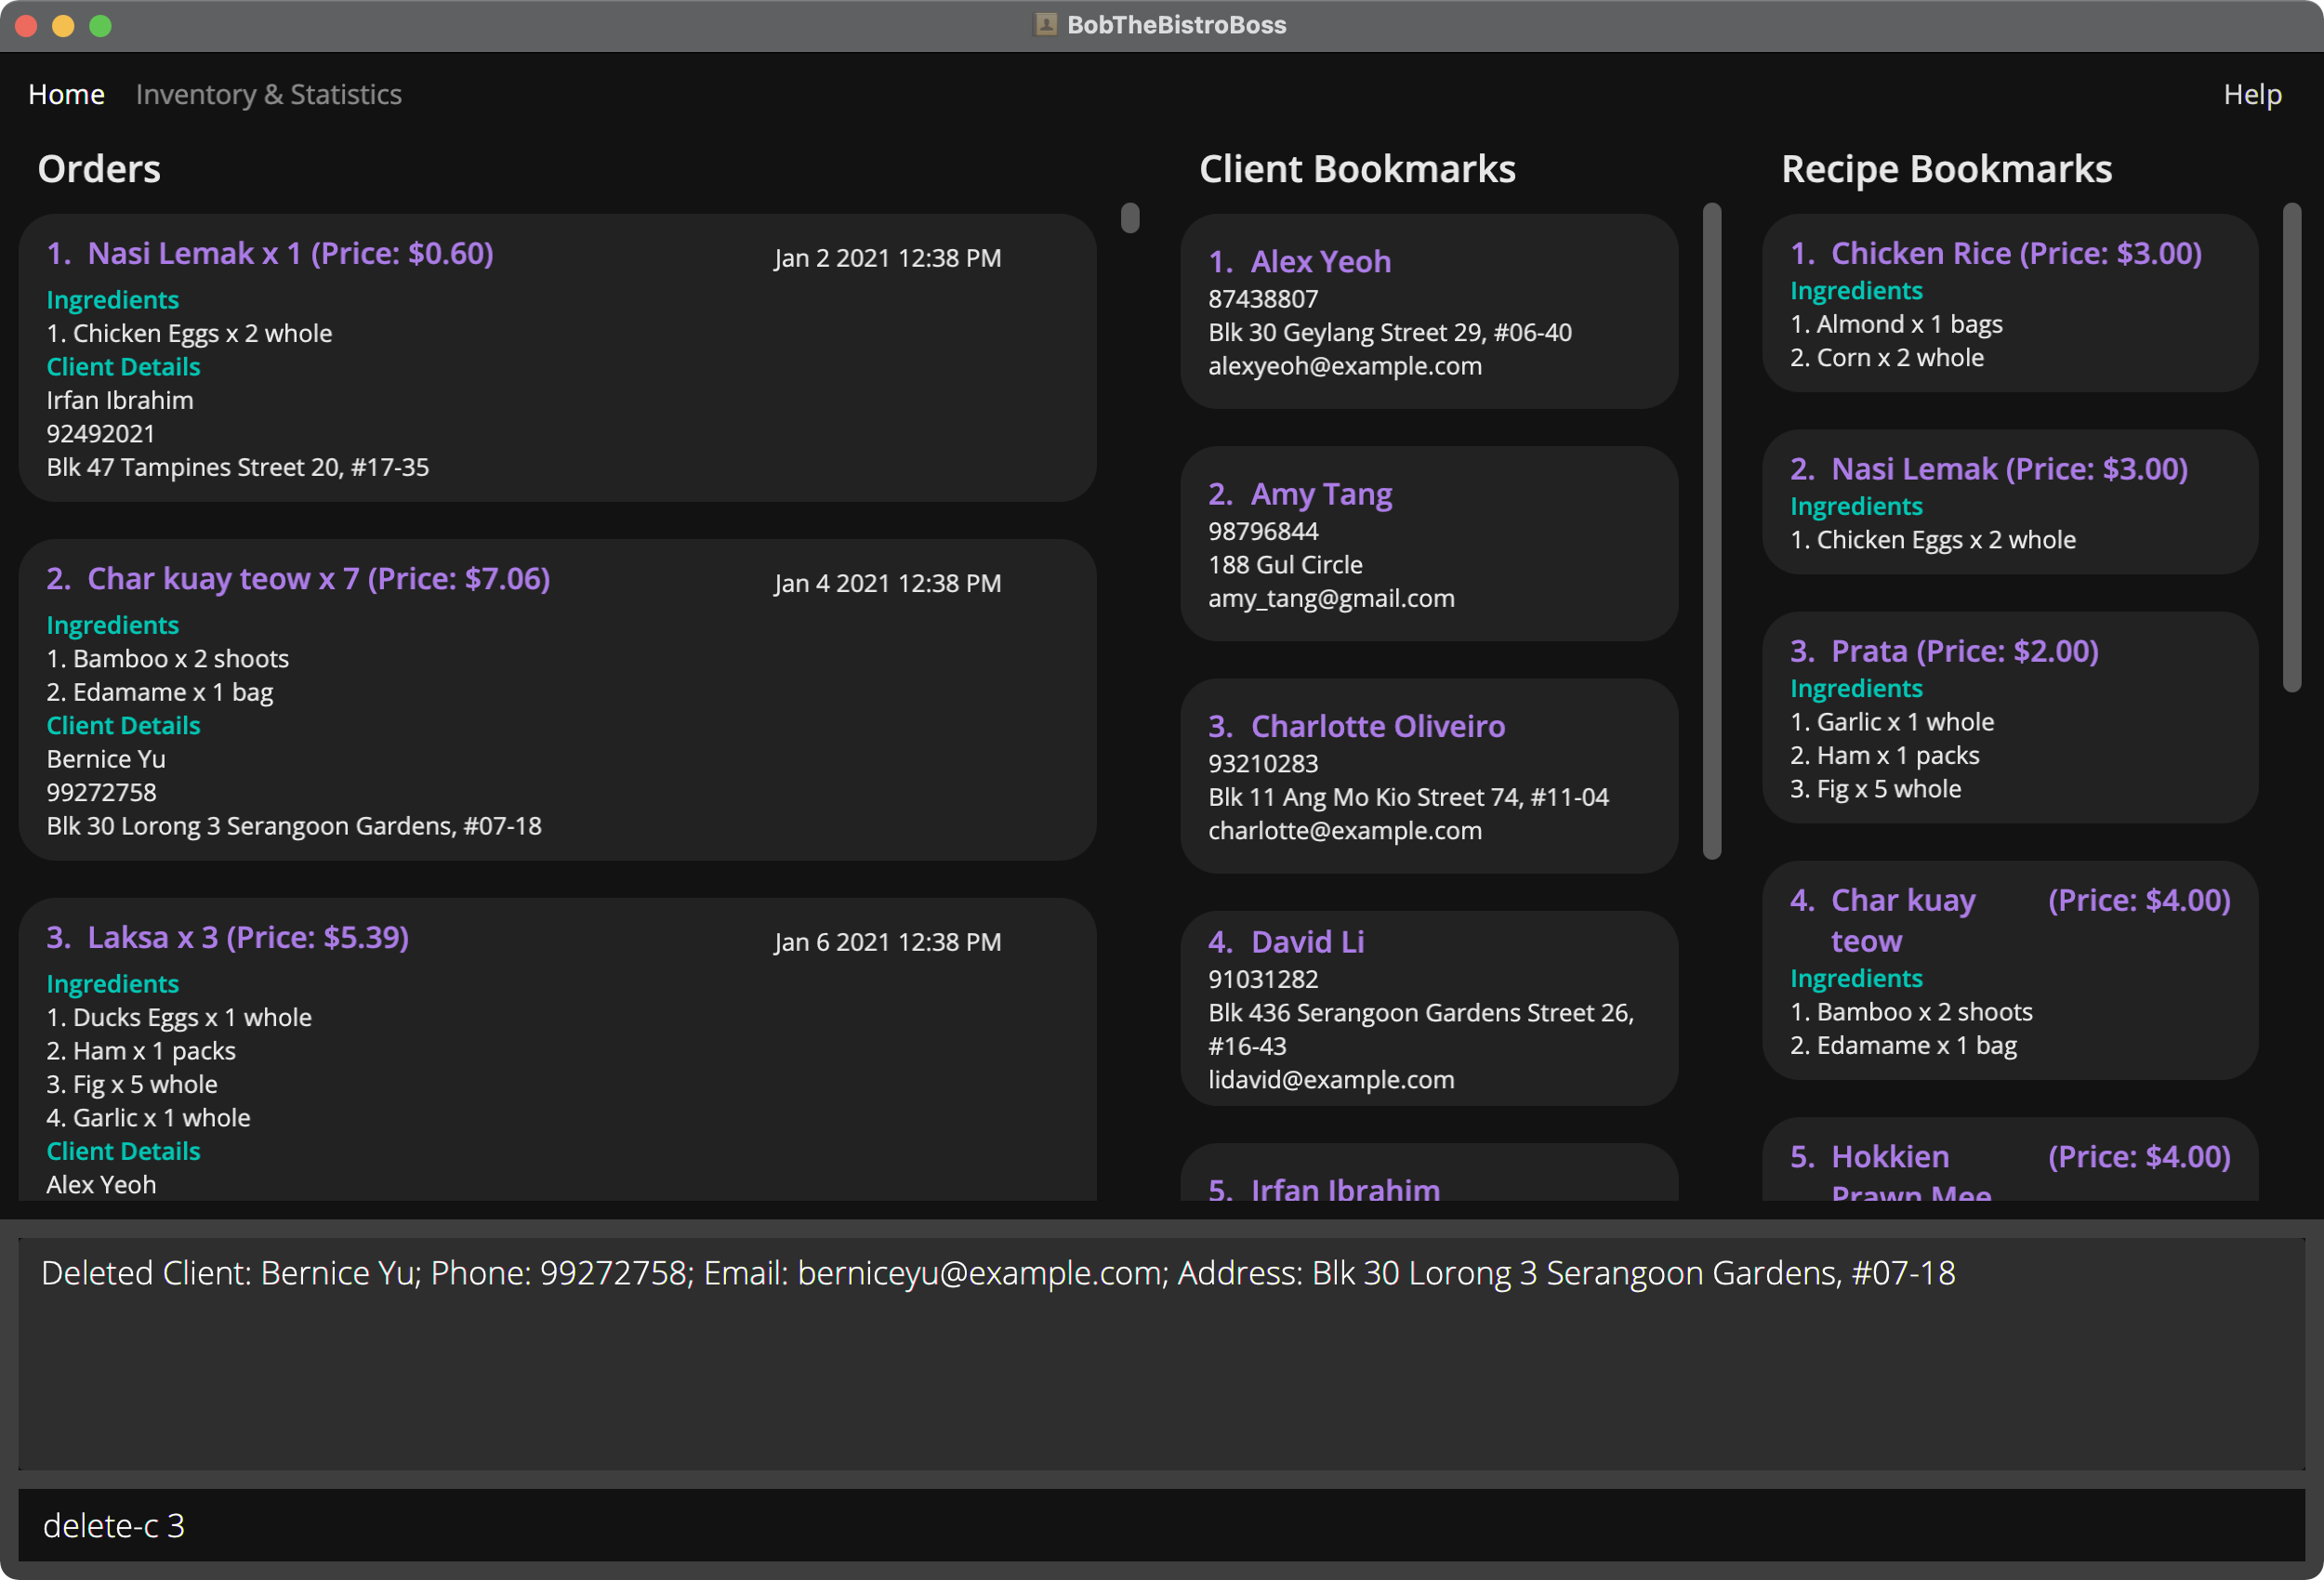 BobTheBistroBoss
Home
Inventory & Statistics
Help
Orders
1. Nasi Lemak x 1 (Price: $0.60)
Jan 2 2021 12:38 PM
Ingredients
1. Chicken Eggs x 2 whole
Client Details
Irfan Ibrahim
92492021
Blk 47 Tampines Street 20, #17-35
2. Char kuay teow x 7 (Price: $7.06)
Jan 4 2021 12:38 PM
Ingredients
1. Bamboo x 2 shoots
2. Edamame x 1 bag
Client Details
Bernice Yu
99272758
Blk 30 Lorong 3 Serangoon Gardens, #07-18
3. Laksa x 3 (Price: $5.39)
Jan 6 2021 12:38 PM
Ingredients
1. Ducks Eggs x 1 whole
2. Ham x 1 packs
3. Fig x 5 whole
4. Garlic x 1 whole
Client Details
Alex Yeoh
Client Bookmarks
1. Alex Yeoh
87438807
Blk 30 Geylang Street 29, #06-40
alexyeoh@example.com
2. Amy Tang
98796844
188 Gul Circle
amy_tang@gmail.com
3. Charlotte Oliveiro
93210283
Blk 11 Ang Mo Kio Street 74, #11-04
charlotte@example.com
4. David Li
91031282
Blk 436 Serangoon Gardens Street 26,
#16-43
lidavid@example.com
5. Irfan Ibrahim
Recipe Bookmarks
1. Chicken Rice (Price: $3.00)
Ingredients
1. Almond x 1 bags
2. Corn x 2 whole
2. Nasi Lemak (Price: $3.00)
Ingredients
1. Chicken Eggs x 2 whole
3. Prata (Price: $2.00)
Ingredients
1. Garlic x 1 whole
2. Ham x 1 packs
3. Fig x 5 whole
4. Char kuay (Price: $4.00)
teow
Ingredients
1. Bamboo x 2 shoots
2. Edamame x 1 bag
5. Hokkien (Price: $4.00)
Prawn Mee
Deleted Client: Bernice Yu; Phone: 99272758; Email: berniceyu@example.com; Address: Blk 30 Lorong 3 Serangoon Gardens, #07-18
delete-c 3